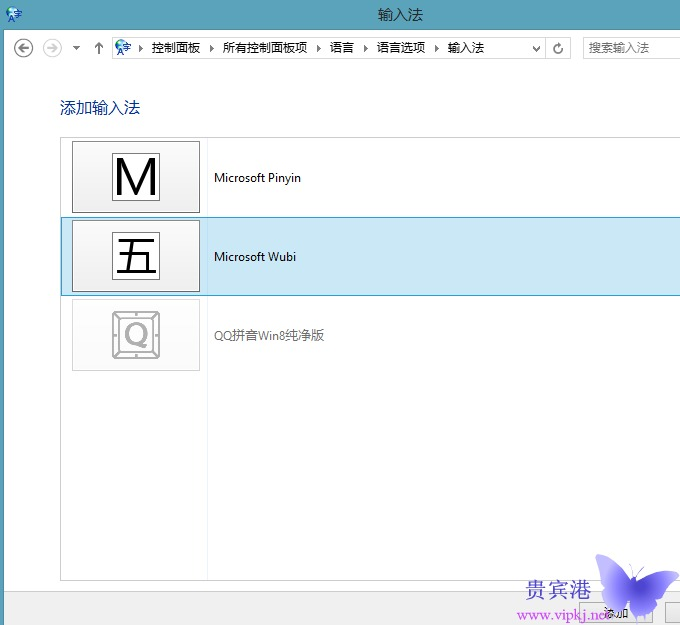 输入法
控制面板 所有控制面板项 语言 语言选项 输入法
搜索输入法
添加输入法
M
Microsoft Pinyin
五
Microsoft Wubi
Q
QQ拼音Win8纯净版
贵宾港
添加
www.vipkj.net